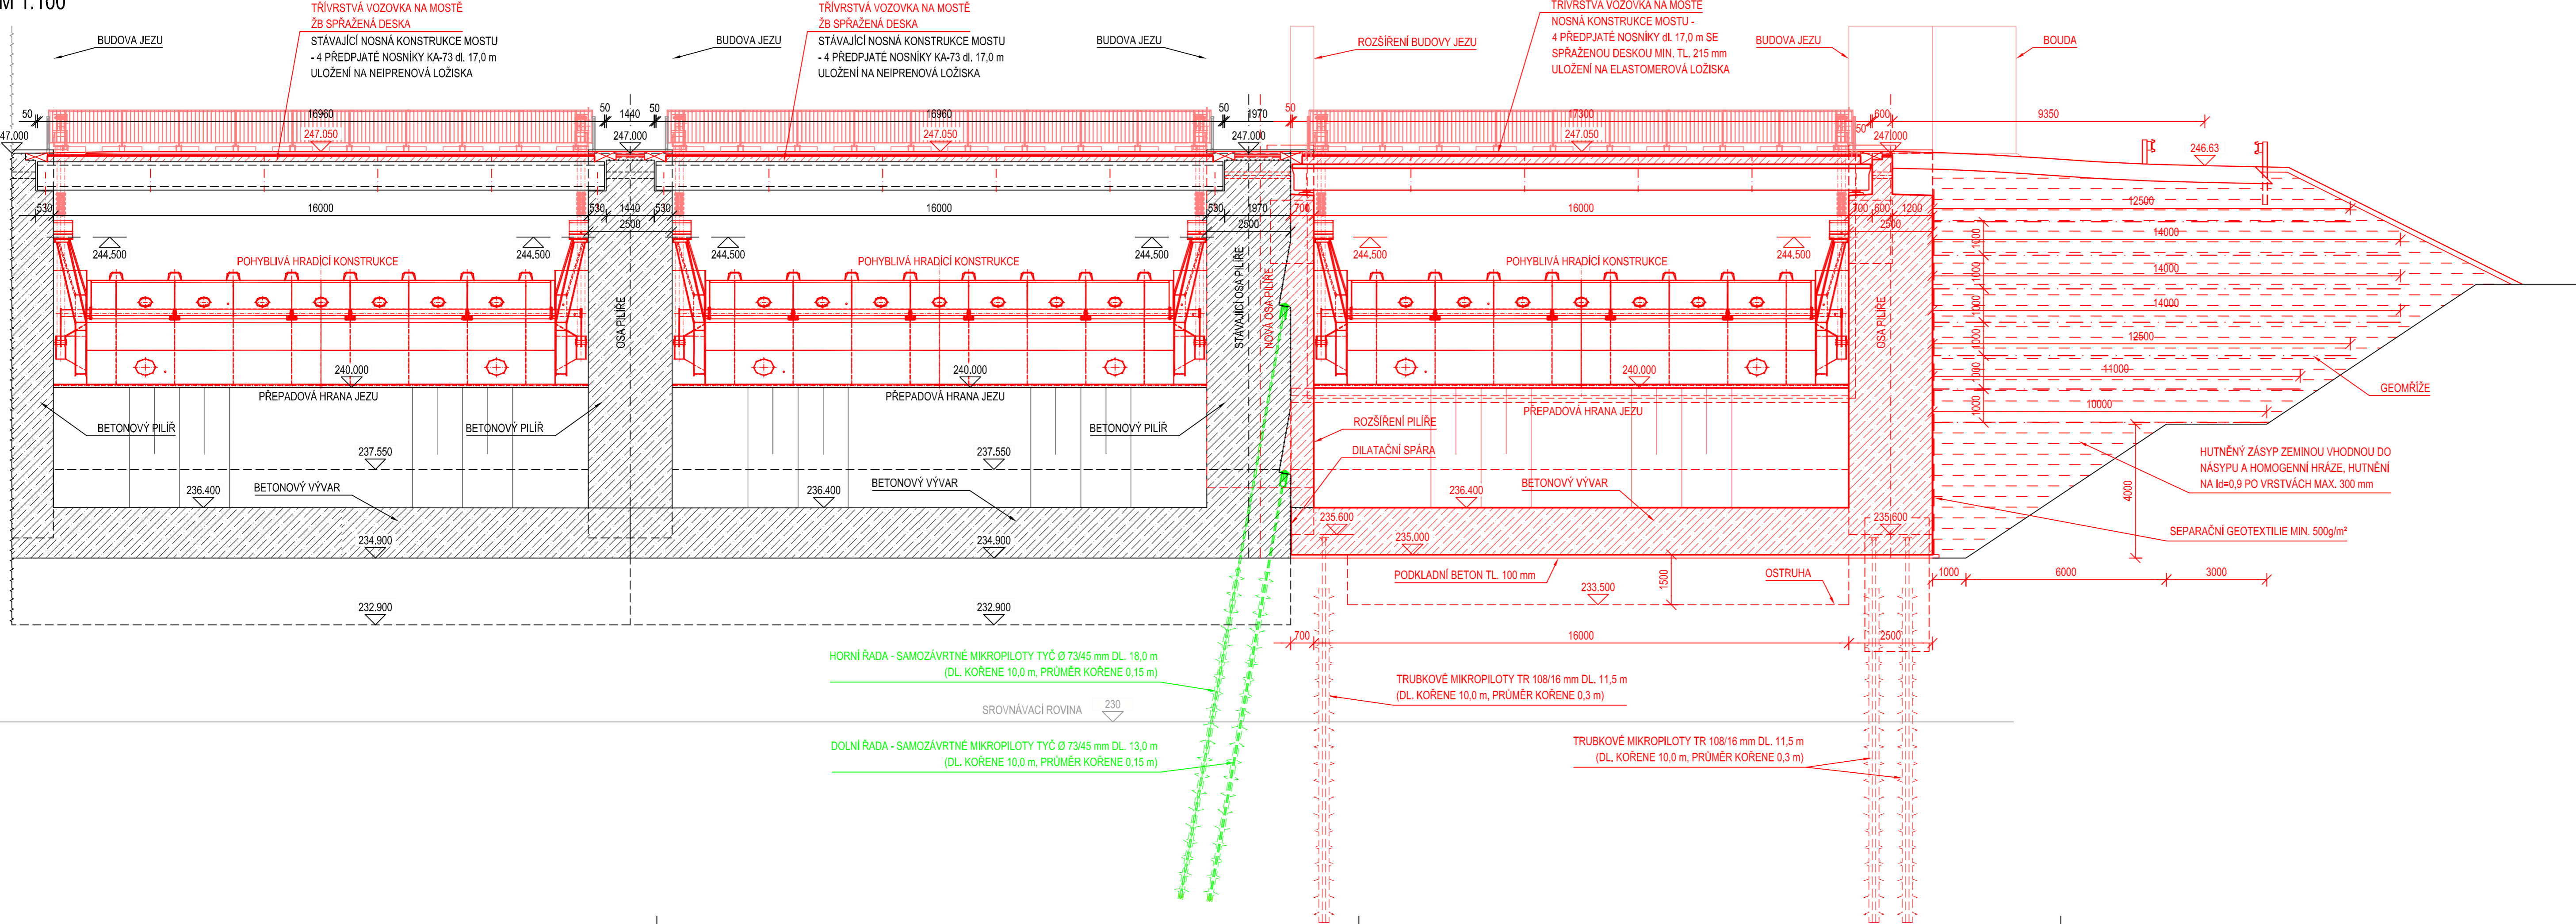 M 1:100
TŘÍVRSTVÁ VOZOVKA NA MOSTĚ
ŽB SPŘAŽENÁ DESKA
STÁVAJÍCÍ NOSNÁ KONSTRUKCE MOSTU
- 4 PŘEDPJATÉ NOSNÍKY KA-73 dl. 17,0 m
ULOŽENÍ NA NEIPRENOVÁ LOŽISKA
TŘÍVRSTVÁ VOZOVKA NA MOSTĚ
ŽB SPŘAŽENÁ DESKA
STÁVAJÍCÍ NOSNÁ KONSTRUKCE MOSTU
- 4 PŘEDPJATÉ NOSNÍKY KA-73 dl. 17,0 m
ULOŽENÍ NA NEIPRENOVÁ LOŽISKA
TŘÍVRSTVÁ VOZOVKA NA MOSTĚ
NOSNÁ KONSTRUKCE MOSTU -
4 PŘEDPJATÉ NOSNÍKY dl. 17,0 m SE
SPŘAŽENOU DESKOU MIN. TL. 215 mm
ULOŽENÍ NA ELASTOMEROVÁ LOŽISKA
BUDOVA JEZU
BUDOVA JEZU
BUDOVA JEZU
ROZŠÍŘENÍ BUDOVY JEZU
BUDOVA JEZU
BOUDA
50
16960
50
1440
50
16960
50
1970
50
17300
50
600
9350
47.000
247.050
247.000
247.050
247.000
247.050
247.000
246.63
530
16000
530
1440
530
16000
530
1970
700
16000
700
600
1200
12500
2500
2500
2500
244.500
244.500
244.500
244.500
244.500
244.500
14000
14000
14000
12500
11000
10000
1000
1000
1000
1000
1000
1000
POHYBLIVÁ HRADÍCÍ KONSTRUKCE
POHYBLIVÁ HRADÍCÍ KONSTRUKCE
POHYBLIVÁ HRADÍCÍ KONSTRUKCE
OSA PILÍŘE
STÁVAJÍCÍ OSA PILÍŘE
NOVÁ OSA PILÍŘE
OSA PILÍŘE
240.000
240.000
240.000
PŘEPADOVÁ HRANA JEZU
PŘEPADOVÁ HRANA JEZU
PŘEPADOVÁ HRANA JEZU
GEOMŘÍŽE
BETONOVÝ PILÍŘ
BETONOVÝ PILÍŘ
BETONOVÝ PILÍŘ
ROZŠÍŘENÍ PILÍŘE
DILATAČNÍ SPÁRA
237.550
237.550
HUTNĚNÝ ZÁSYP ZEMINOU VHODNOU DO
NÁSYPU A HOMOGENNÍ HRÁZE, HUTNĚNÍ
NA Id=0,9 PO VRSTVÁCH MAX. 300 mm
236.400
BETONOVÝ VÝVAR
236.400
BETONOVÝ VÝVAR
236.400
BETONOVÝ VÝVAR
4000
235.600
235.600
SEPARAČNÍ GEOTEXTILIE MIN. 500g/m²
234.900
234.900
235.000
PODKLADNÍ BETON TL. 100 mm
1500
OSTRUHA
1000
6000
3000
233.500
232.900
232.900
700
16000
2500
HORNÍ ŘADA - SAMOZÁVRTNÉ MIKROPILOTY TYČ Ø 73/45 mm DL. 18,0 m
(DL. KOŘENE 10,0 m, PRŮMĚR KOŘENE 0,15 m)
TRUBKOVÉ MIKROPILOTY TR 108/16 mm DL. 11,5 m
(DL. KOŘENE 10,0 m, PRŮMĚR KOŘENE 0,3 m)
SROVNÁVACÍ ROVINA
230
DOLNÍ ŘADA - SAMOZÁVRTNÉ MIKROPILOTY TYČ Ø 73/45 mm DL. 13,0 m
(DL. KOŘENE 10,0 m, PRŮMĚR KOŘENE 0,15 m)
TRUBKOVÉ MIKROPILOTY TR 108/16 mm DL. 11,5 m
(DL. KOŘENE 10,0 m, PRŮMĚR KOŘENE 0,3 m)